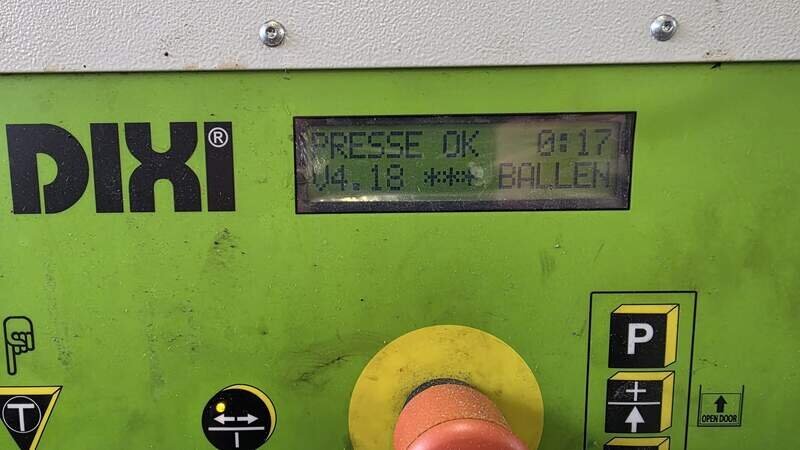 DIXI®
PRESSE OK 0:17
V4.18 *** BALLEN
P
T
OPEN DOOR